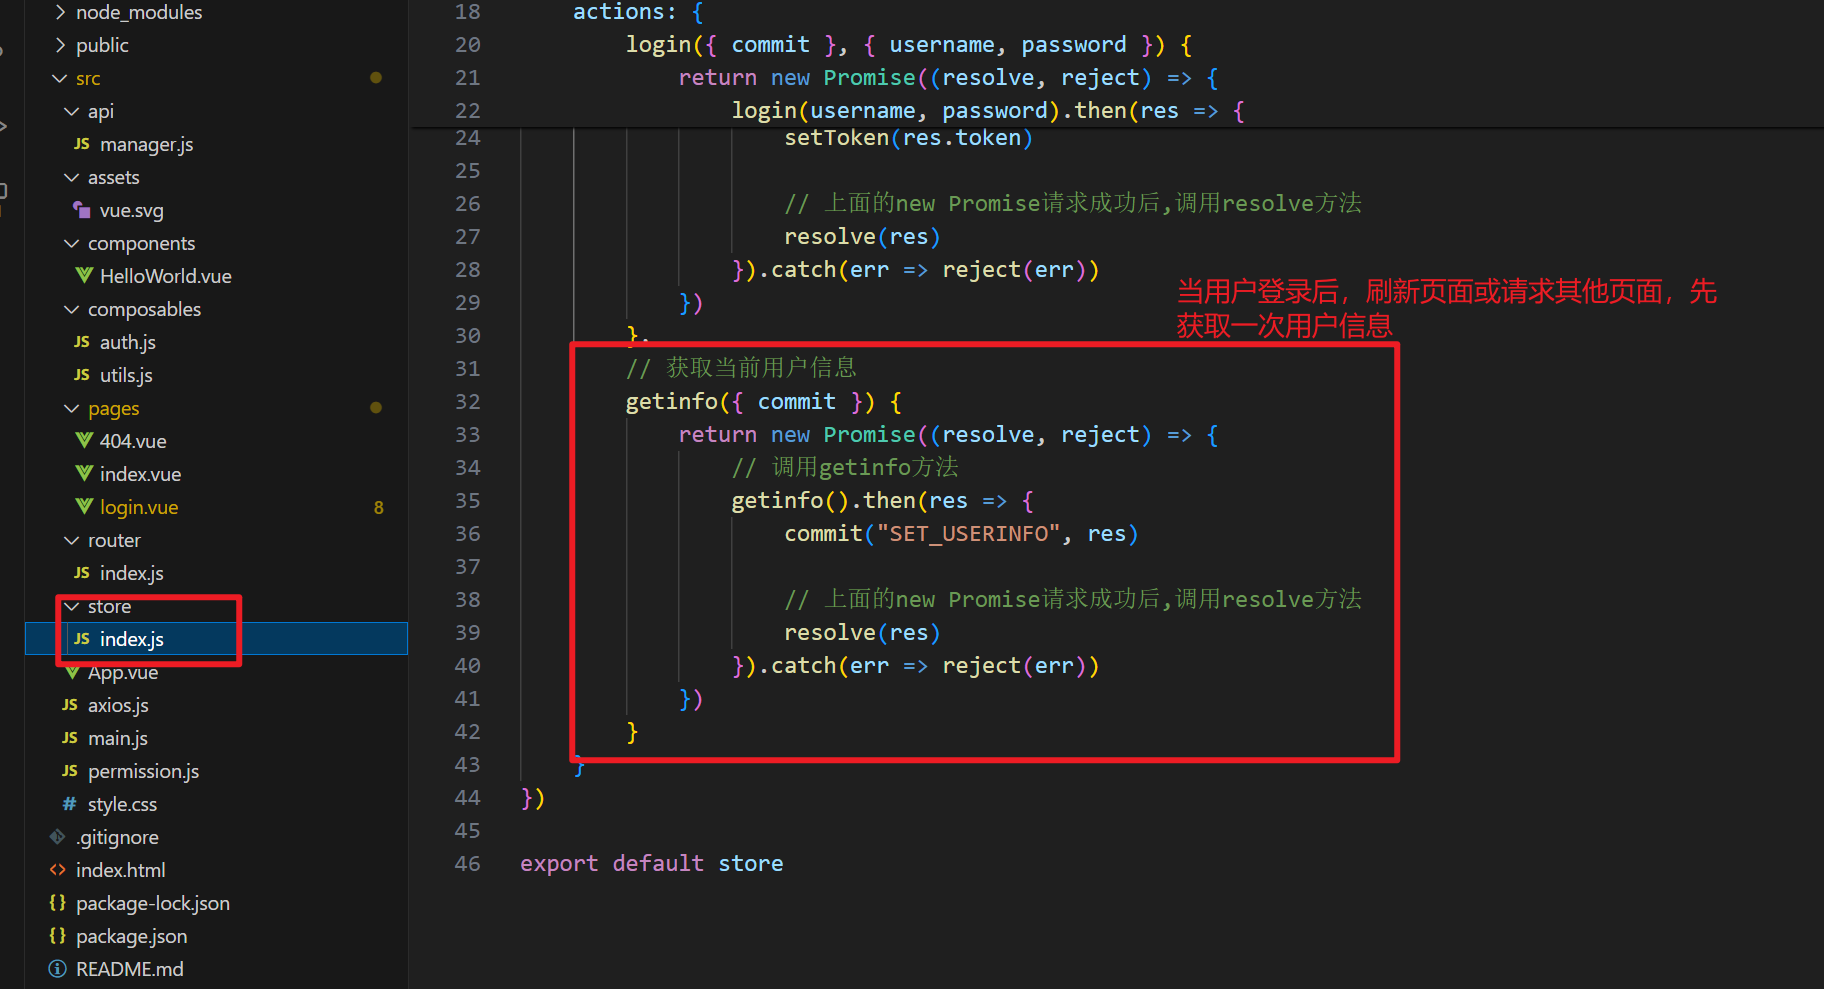 node_modules
public
src
api
JS manager.js
assets
vue.svg
components
HelloWorld.vue
composables
JS auth.js
JS utils.js
pages
404.vue
index.vue
login.vue 8
router
JS index.js
store
JS index.js
App.vue
JS axios.js
JS main.js
JS permission.js
# style.css
.gitignore
<> index.html
{} package-lock.json
{} package.json
README.md
18 actions: {
20 login({ commit }, { username, password }) {
21 return new Promise((resolve, reject) => {
22 login(username, password).then(res => {
24 setToken(res.token)
25
26 // 上面的new Promise请求成功后,调用resolve方法
27 resolve(res)
28 }).catch(err => reject(err))
29 })
30 },
当用户登录后，刷新页面或请求其他页面，先
获取一次用户信息
31 // 获取当前用户信息
32 getinfo({ commit }) {
33 return new Promise((resolve, reject) => {
34 // 调用getinfo方法
35 getinfo().then(res => {
36 commit("SET_USERINFO", res)
37
38 // 上面的new Promise请求成功后,调用resolve方法
39 resolve(res)
40 }).catch(err => reject(err))
41 })
42 }
43 }
44 })
45
46 export default store